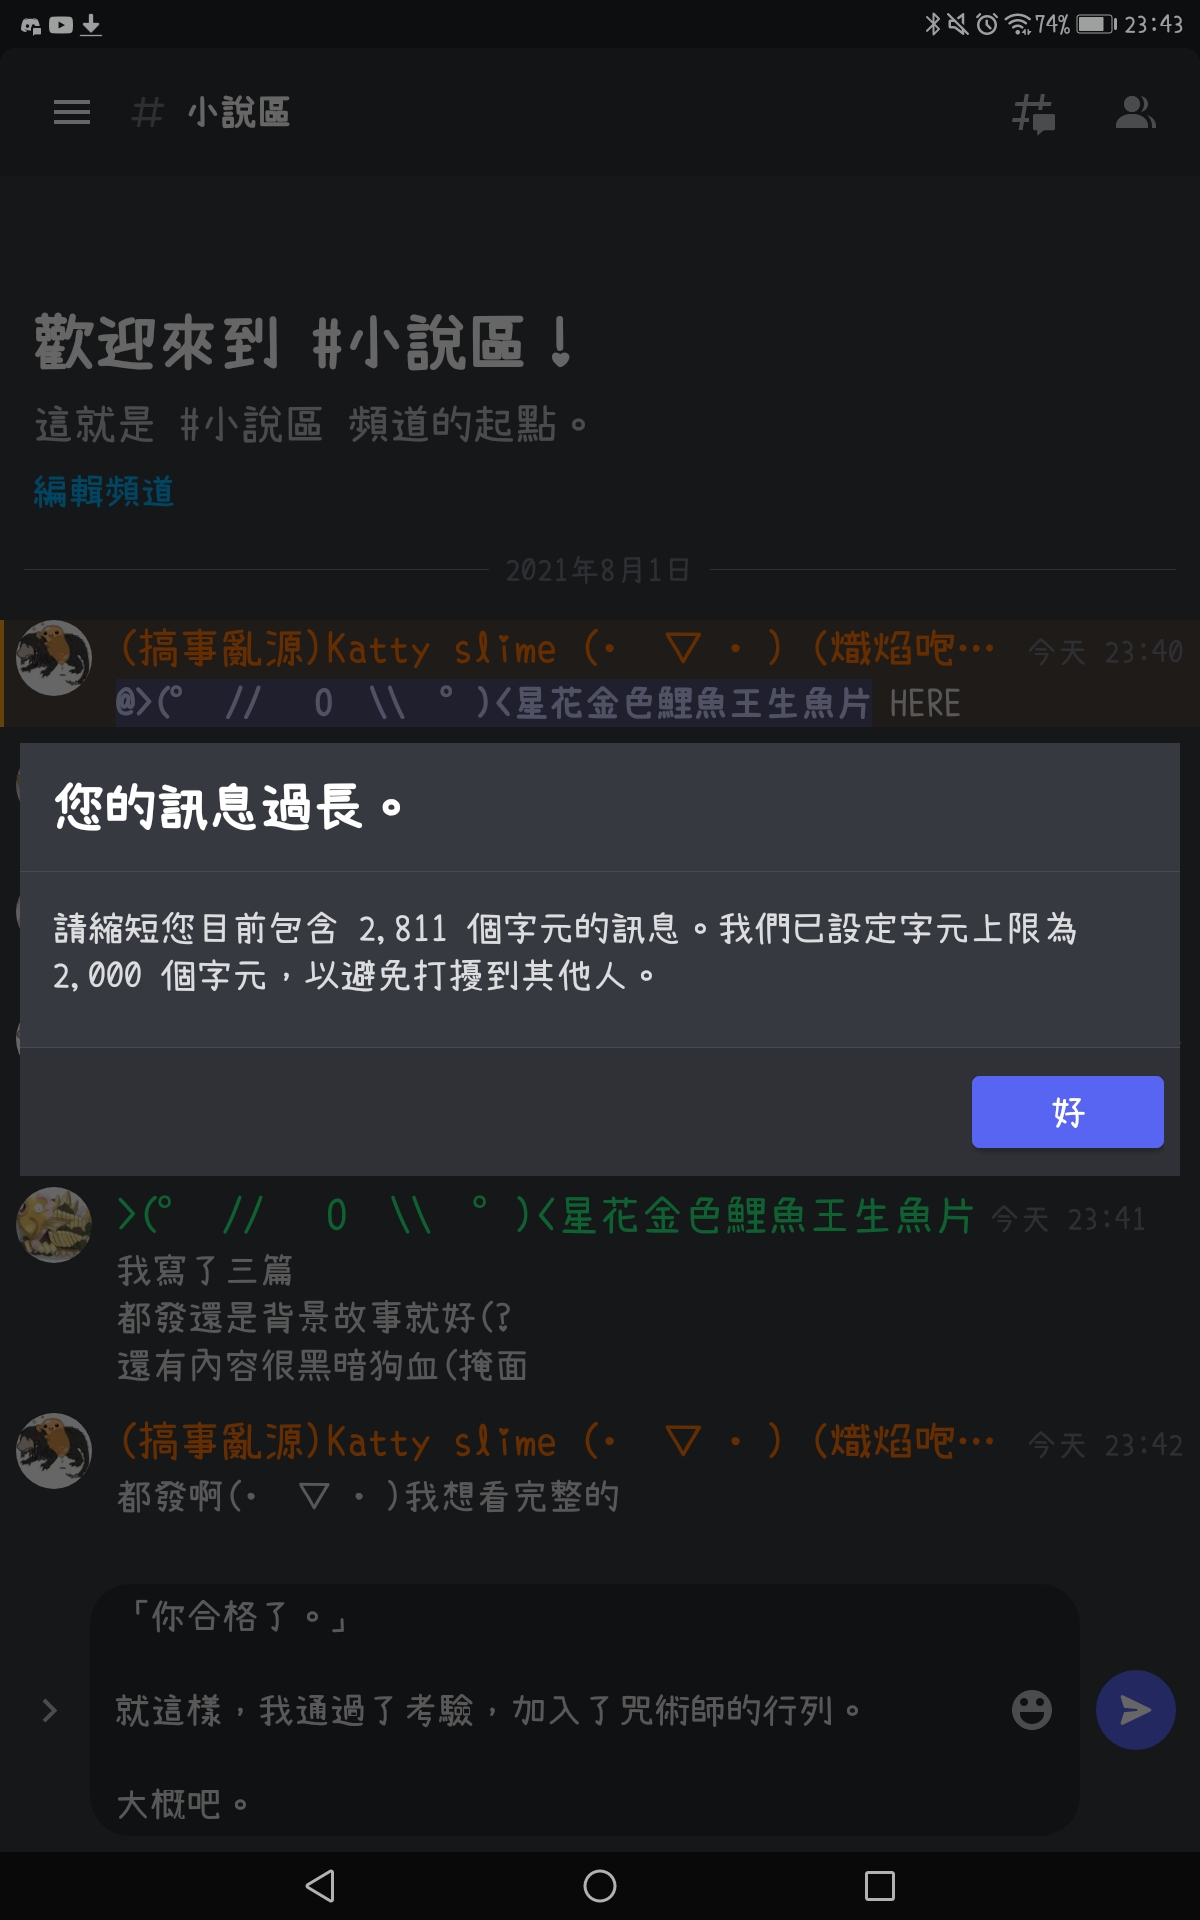 74% 23:43
# 小說區
歡迎來到 #小說區！
這就是 #小說區 頻道的起點。
編輯頻道
2021年8月1日
(搞事亂源)Katty slime (・ ▽ ・) (熾焰咆… 今天 23:40
@>(° // O \\ ° )<星花金色鯉魚王生魚片 HERE
您的訊息過長。
請縮短您目前包含 2,811 個字元的訊息。我們已設定字元上限為
2,000 個字元，以避免打擾到其他人。
好
>(° // O \\ ° )<星花金色鯉魚王生魚片 今天 23:41
我寫了三篇
都發還是背景故事就好(?
還有內容很黑暗狗血(掩面
(搞事亂源)Katty slime (・ ▽ ・) (熾焰咆… 今天 23:42
都發啊(・ ▽ ・)我想看完整的
「你合格了。」
就這樣，我通過了考驗，加入了咒術師的行列。
大概吧。